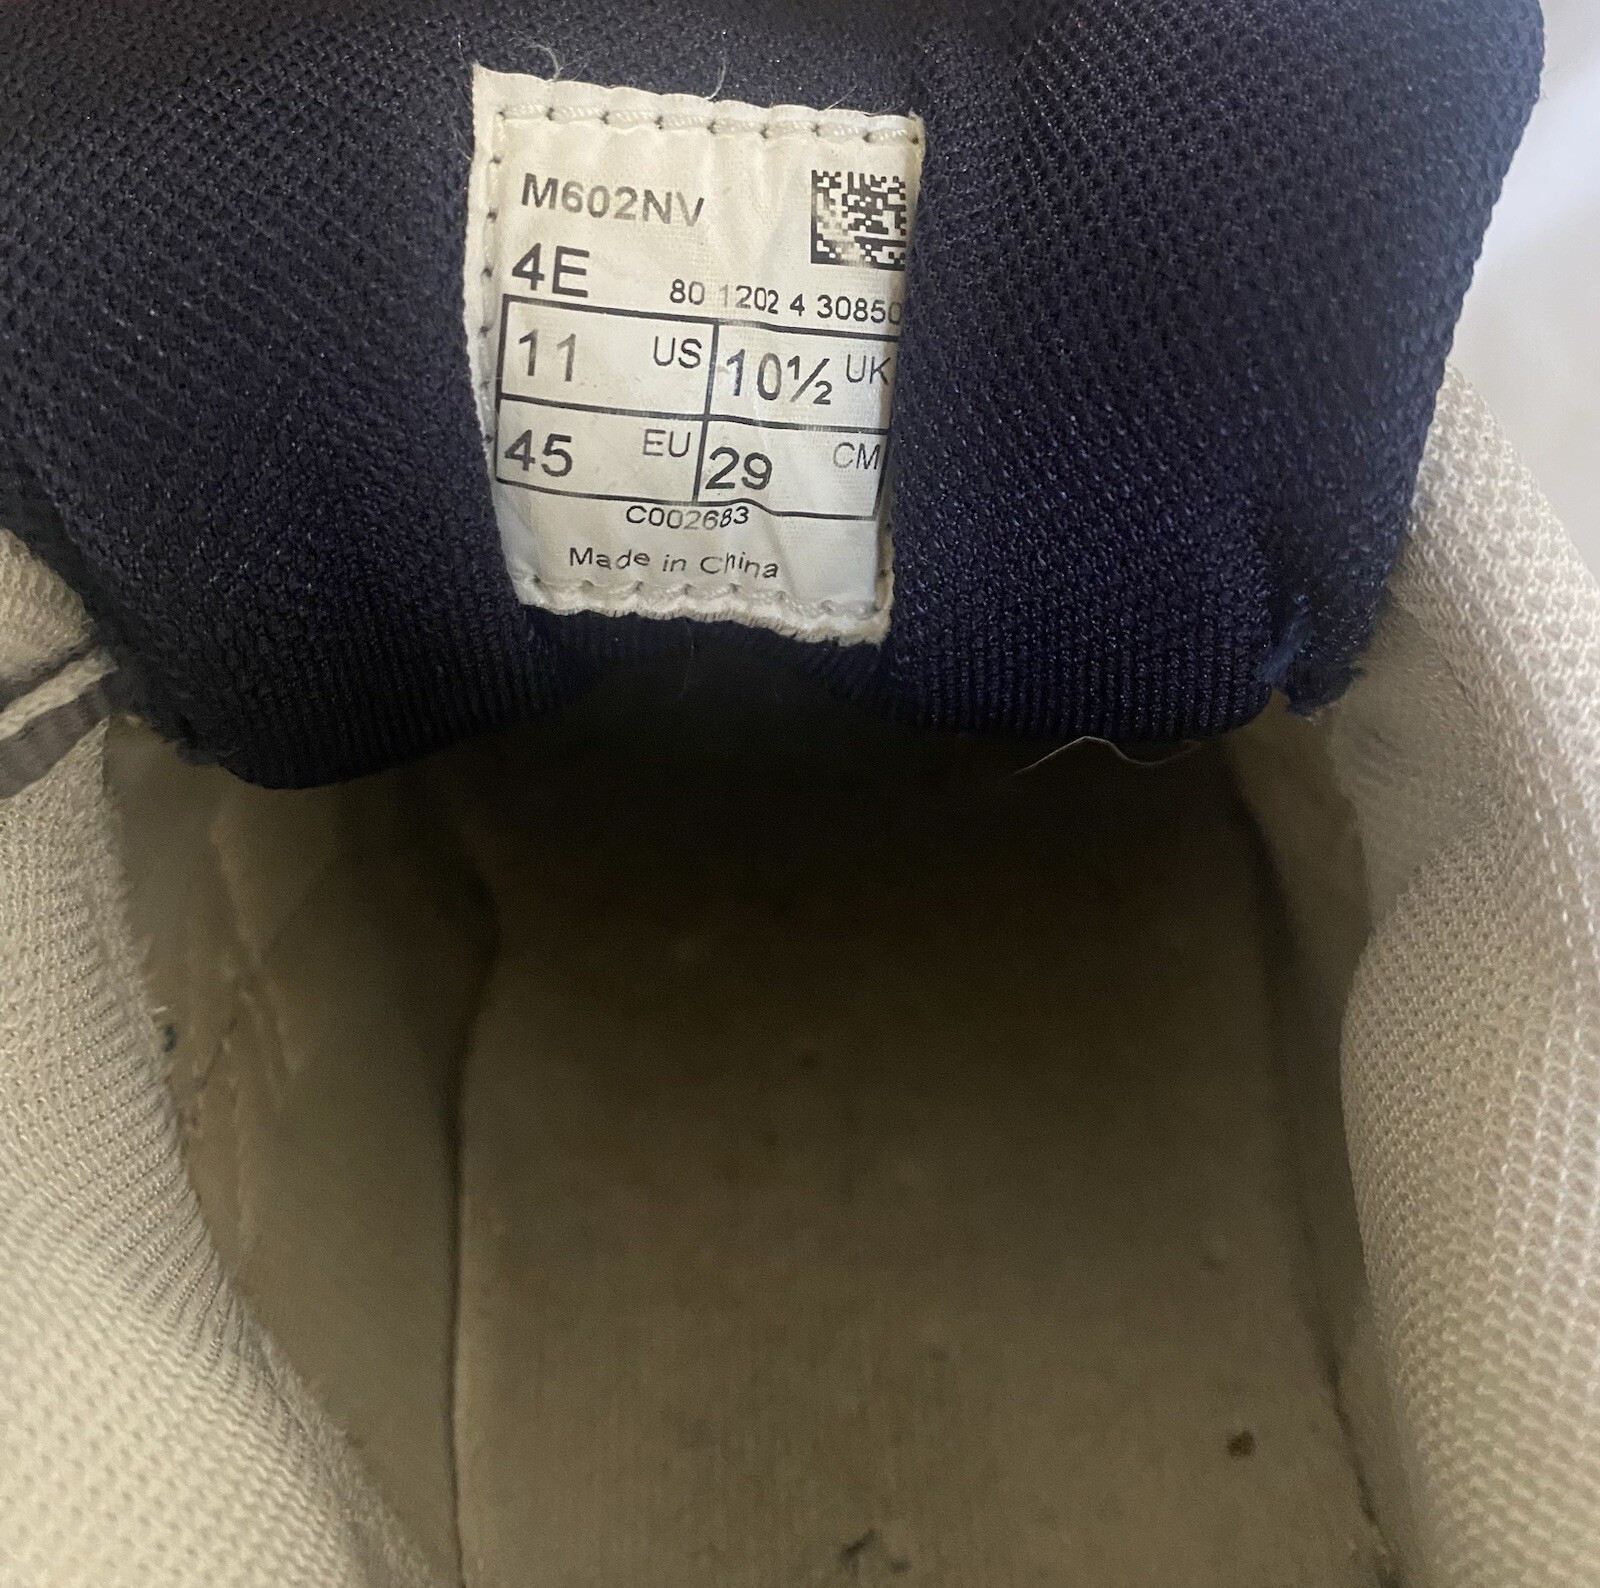 M602NV
4E
80 1202 4 30850
11 US 10½ UK
45 EU 29 CM
C002683
Made in China